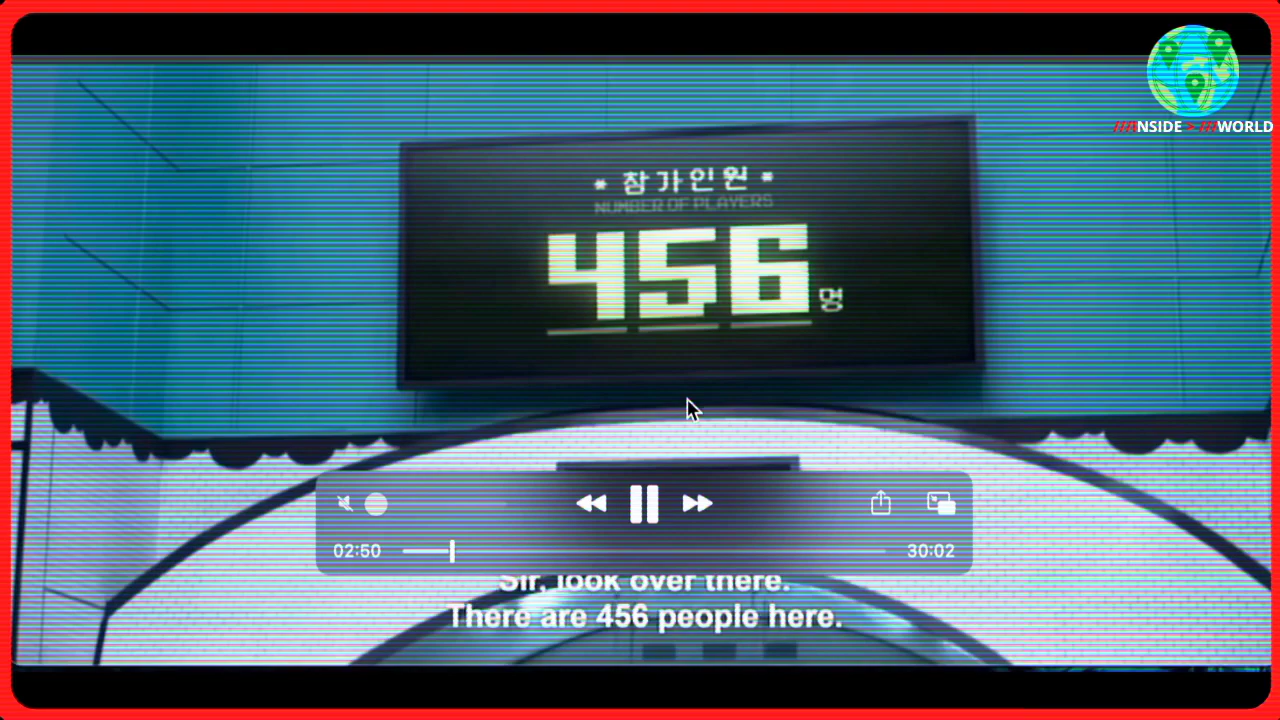 * 참가인원 *
NUMBER OF PLAYERS
456 명
NSIDE > WORLD
02:50
30:02
Sir, look over there.
There are 456 people here.